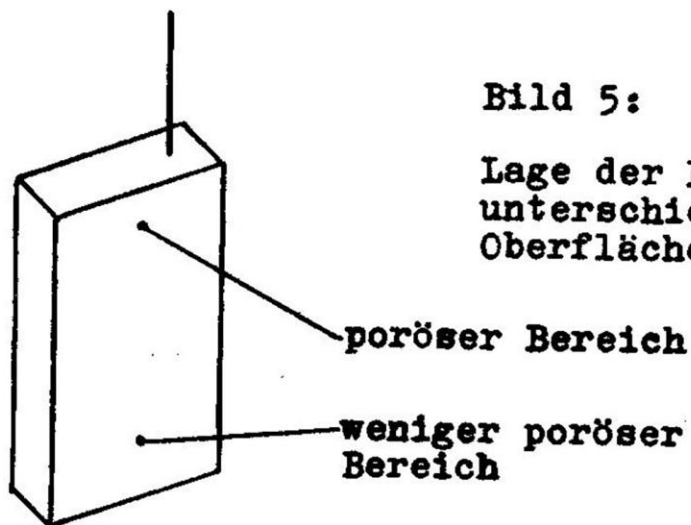 Bild 5:
Lage der
unterschie
Oberfläche
poröser Bereich
weniger poröser
Bereich